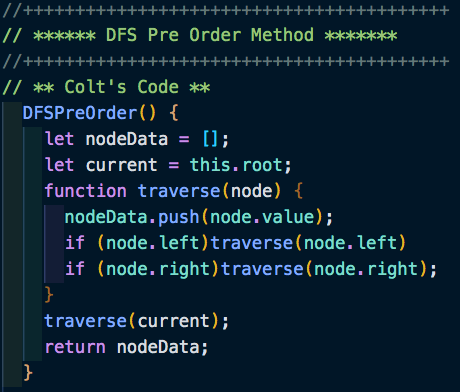 //++++++++++++++++++++++++++++++++++++++++
// ****** DFS Pre Order Method *******
//++++++++++++++++++++++++++++++++++++++++
// ** Colt's Code **
DFSPreOrder() {
let nodeData = [];
let current = this.root;
function traverse(node) {
nodeData.push(node.value);
if (node.left)traverse(node.left)
if (node.right)traverse(node.right);
}
traverse(current);
return nodeData;
}